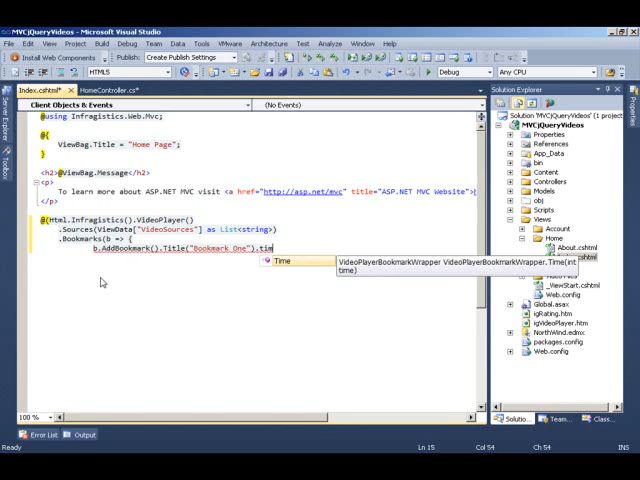 MVCjQueryVideos - Microsoft Visual Studio
File Edit View Project Build Debug Team Data Tools VMware Architecture Test Analyze Window Help
Install Web Components Create Publish Settings
HTML5 Debug Any CPU
Index.cshtml* HomeController.cs*
Client Objects & Events (No Events)
@using Infragistics.Web.Mvc;
@{
ViewBag.Title = "Home Page";
}
<h2>@ViewBag.Message</h2>
<p>
To learn more about ASP.NET MVC visit <a href="http://asp.net/mvc" title="ASP.NET MVC Website">h
</p>
@(Html.Infragistics().VideoPlayer()
.Sources(ViewData["VideoSources"] as List<string>)
.Bookmarks(b => {
b.AddBookmark().Title("Bookmark One").tim
Time
VideoPlayerBookmarkWrapper VideoPlayerBookmarkWrapper.Time(int
time)
100 %
Server Explorer
Toolbox
Solution Explorer
Solution 'MVCjQueryVideos' (1 project
MVCjQueryVideos
Properties
References
App_Data
bin
Content
Controllers
Models
obj
Scripts
Views
Account
Home
About.cshtml
_ViewStart.cshtml
Web.config
Global.asax
igRating.htm
igVideoPlayer.htm
NorthWind.edmx
packages.config
Web.config
Solutio... Team... Class...
Properties
Error List Output
Ready Ln 15 Col 54 Ch 54 INS